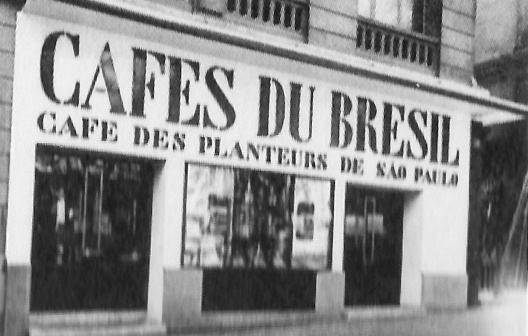 CAFES DU BRESIL
CAFE DES PLANTEURS DE SAO PAULO